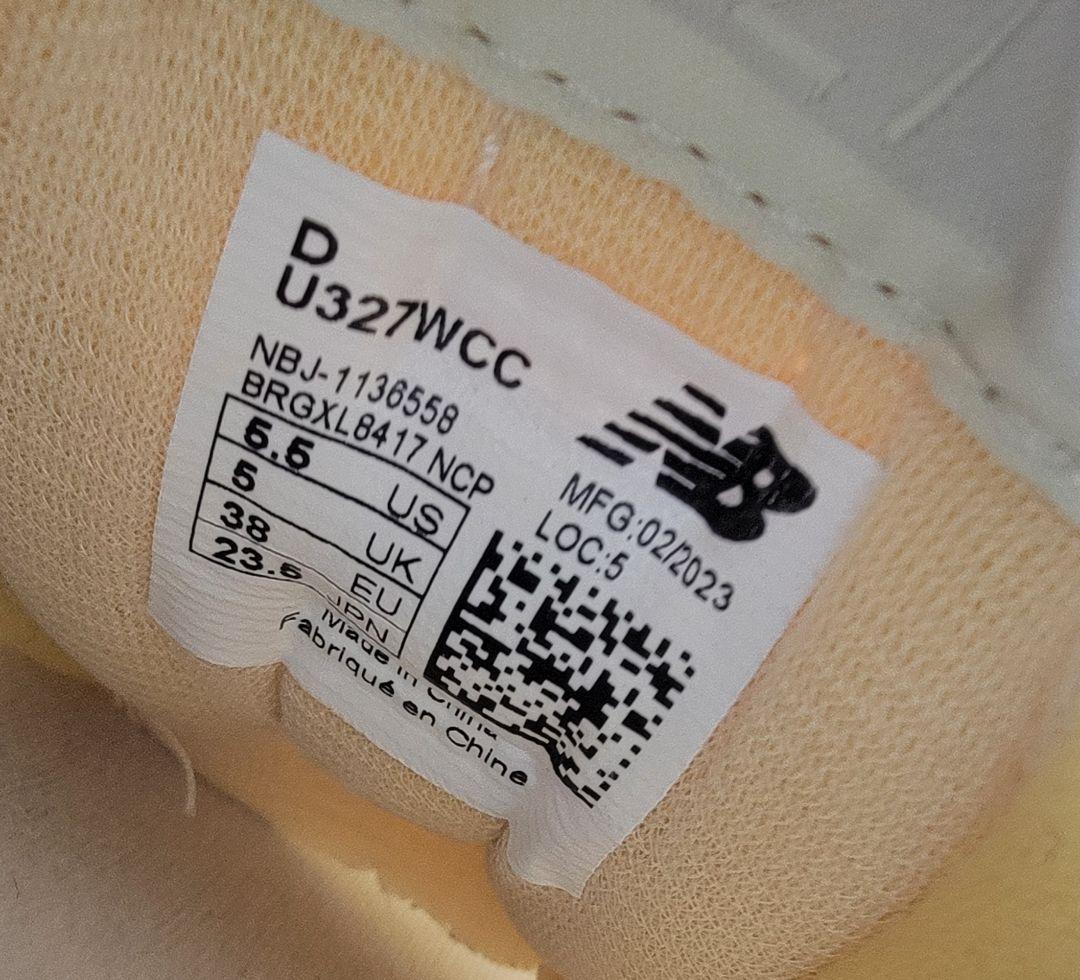 D
U327WCC
NBJ-1136558
BRGXL8417 NCP
5.5 US
5 UK
38 EU
23.5 JPN
Made in China
Fabriqué en Chine
NB
MFG:02/2023
LOC:5